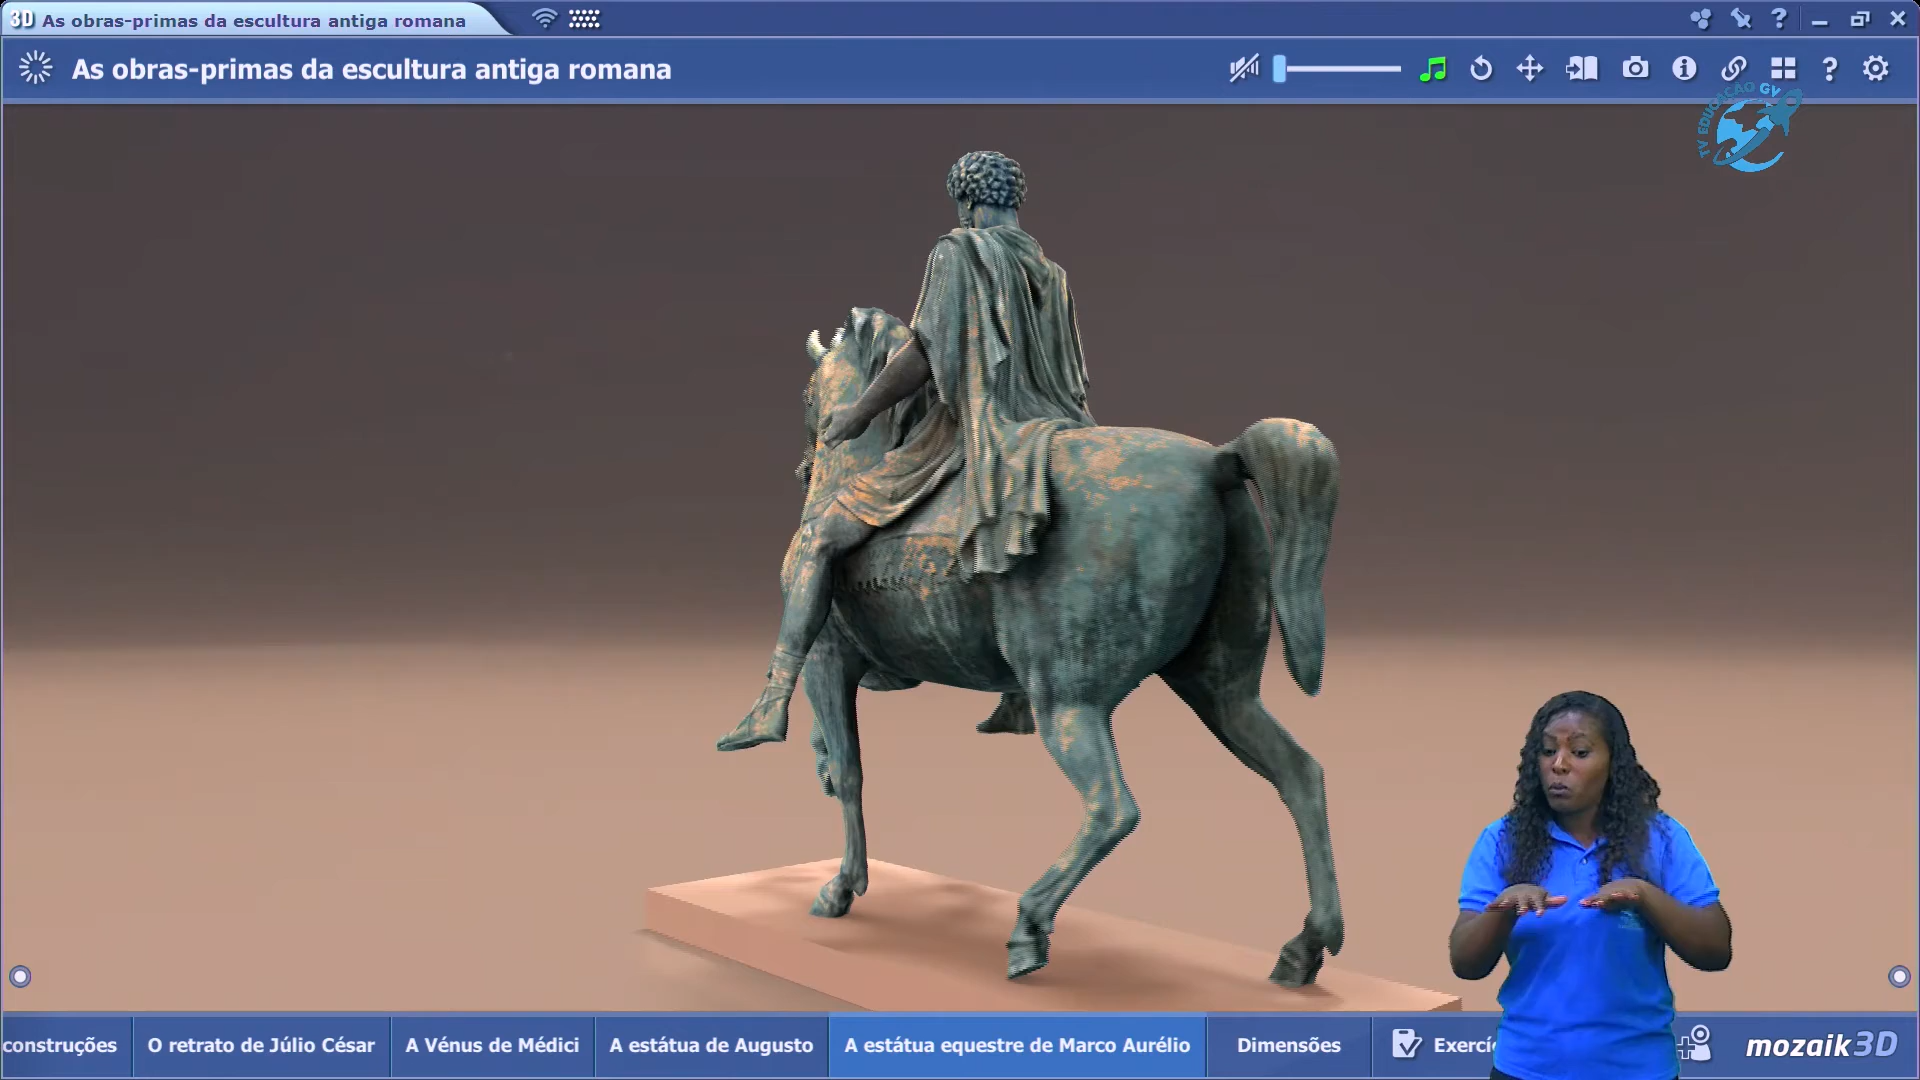 3D As obras-primas da escultura antiga romana
As obras-primas da escultura antiga romana
TV EDUCAÇÃO GV
construções
O retrato de Júlio César
A Vénus de Médici
A estátua de Augusto
A estátua equestre de Marco Aurélio
Dimensões
Exercí
mozaik3D